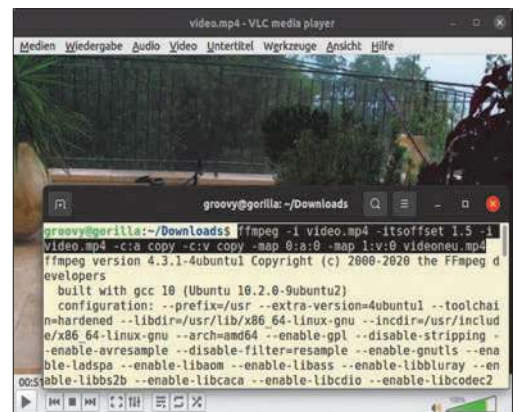 video.mp4 - VLC media player
Medien Wiedergabe Audio Video Untertitel Werkzeuge Ansicht Hilfe
groovy@gorilla: ~/Downloads
groovy@gorilla:~/Downloads$ ffmpeg -i video.mp4 -itsoffset 1.5 -i
video.mp4 -c:a copy -c:v copy -map 0:a:0 -map 1:v:0 videoneu.mp4
ffmpeg version 4.3.1-4ubuntu1 Copyright (c) 2000-2020 the FFmpeg d
evelopers
built with gcc 10 (Ubuntu 10.2.0-9ubuntu2)
configuration: --prefix=/usr --extra-version=4ubuntu1 --toolchai
n=hardened --libdir=/usr/lib/x86_64-linux-gnu --incdir=/usr/includ
e/x86_64-linux-gnu --arch=amd64 --enable-gpl --disable-stripping -
-enable-avresample --disable-filter=resample --enable-gnutls --ena
ble-ladspa --enable-libaom --enable-libass --enable-libbluray --en
able-libbs2b --enable-libcaca --enable-libcdio --enable-libcodec2